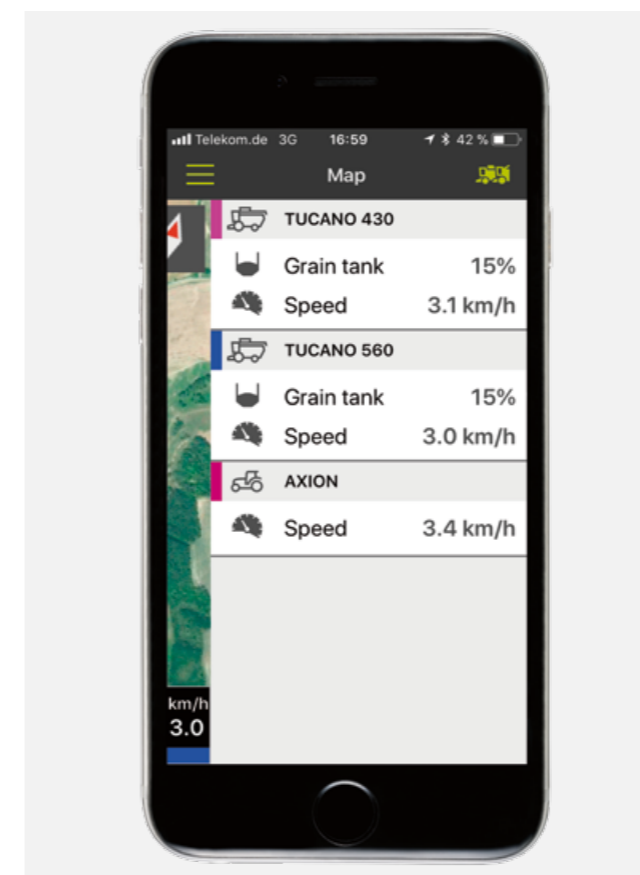 Telekom.de 3G 16:59 42 %
Map
TUCANO 430
Grain tank 15%
Speed 3.1 km/h
TUCANO 560
Grain tank 15%
Speed 3.0 km/h
AXION
Speed 3.4 km/h
km/h
3.0